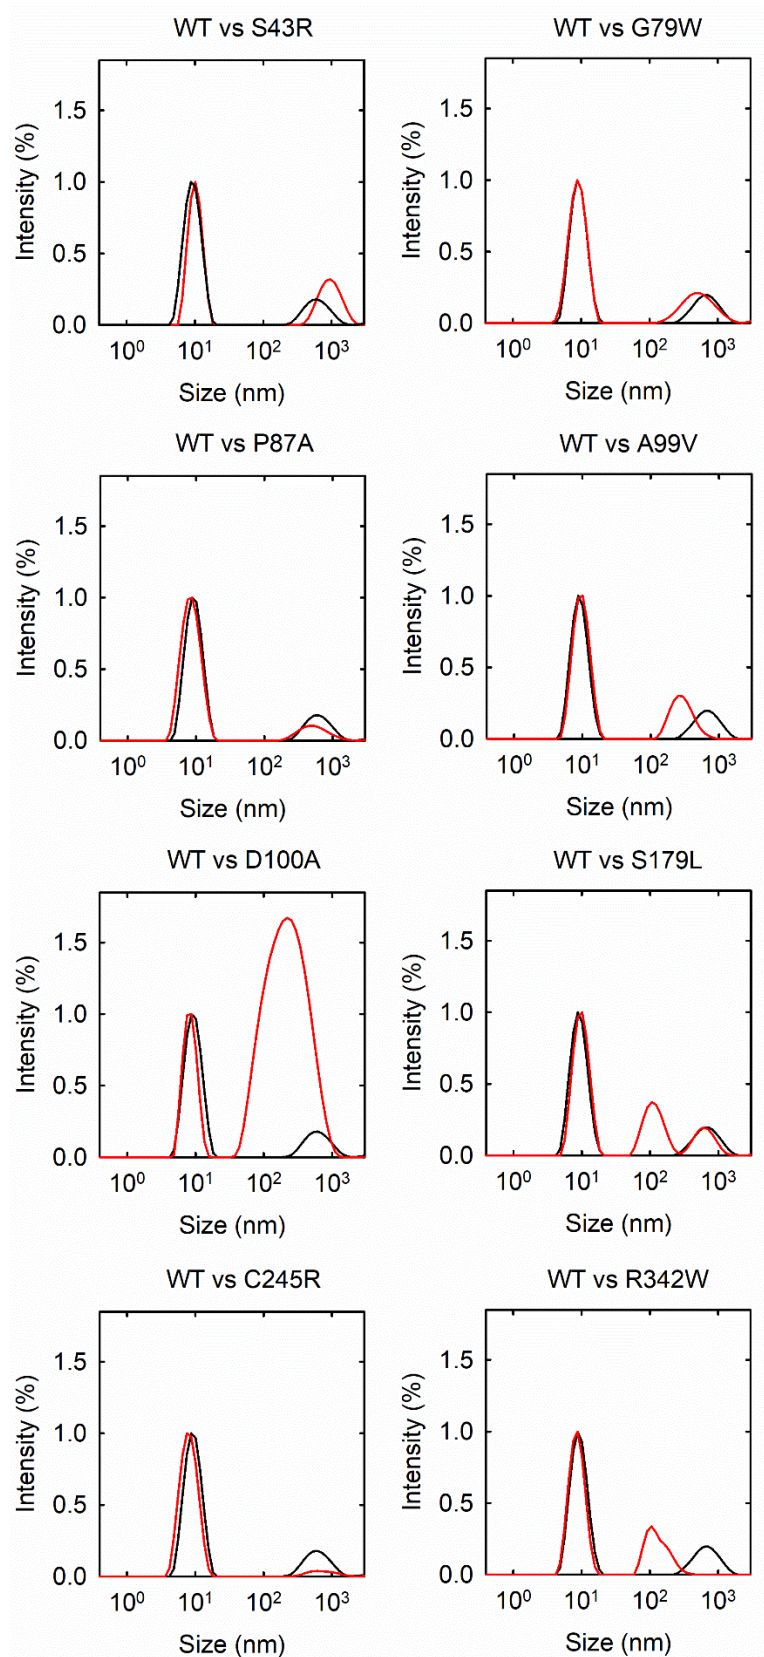 WT vs S43R
WT vs G79W
Intensity (%)
1.5
1.0
0.5
0.0
10⁰ 10¹ 10² 10³
Size (nm)
Intensity (%)
1.5
1.0
0.5
0.0
10⁰ 10¹ 10² 10³
Size (nm)
WT vs P87A
WT vs A99V
Intensity (%)
1.5
1.0
0.5
0.0
10⁰ 10¹ 10² 10³
Size (nm)
Intensity (%)
1.5
1.0
0.5
0.0
10⁰ 10¹ 10² 10³
Size (nm)
WT vs D100A
WT vs S179L
Intensity (%)
1.5
1.0
0.5
0.0
10⁰ 10¹ 10² 10³
Size (nm)
Intensity (%)
1.5
1.0
0.5
0.0
10⁰ 10¹ 10² 10³
Size (nm)
WT vs C245R
WT vs R342W
Intensity (%)
1.5
1.0
0.5
0.0
10⁰ 10¹ 10² 10³
Size (nm)
Intensity (%)
1.5
1.0
0.5
0.0
10⁰ 10¹ 10² 10³
Size (nm)